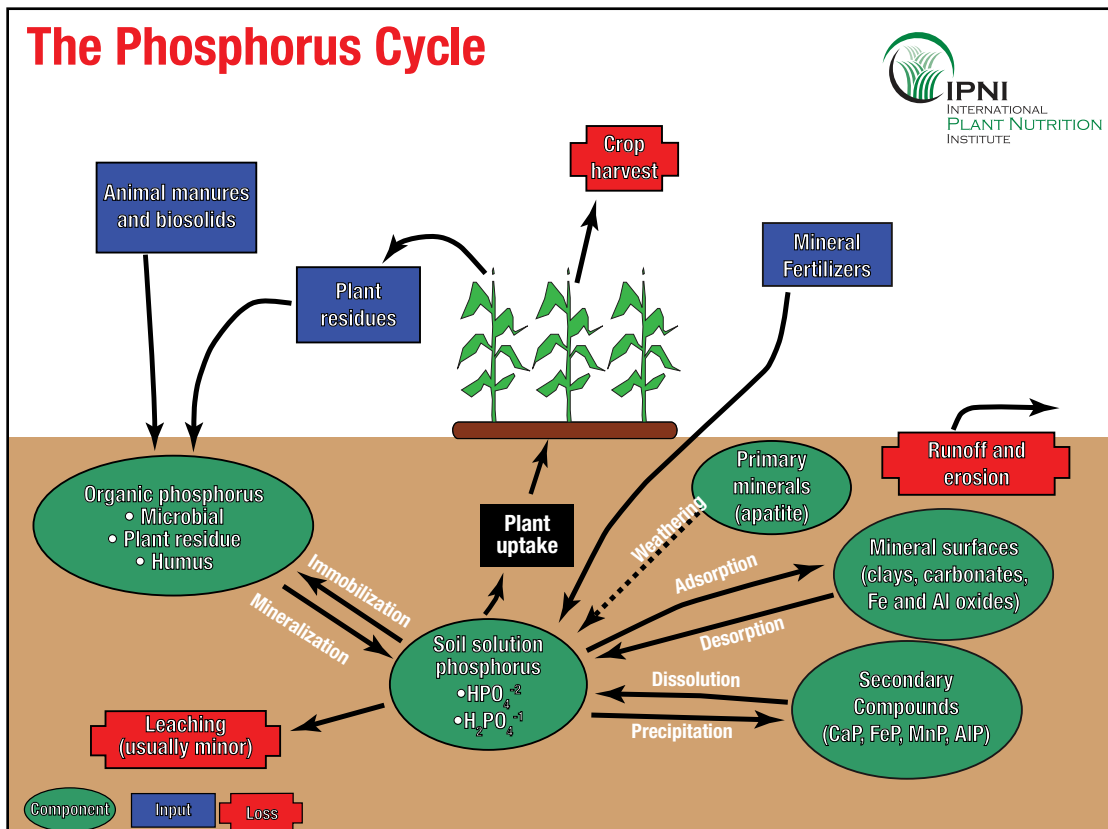 The Phosphorus Cycle
IPNI
INTERNATIONAL
PLANT NUTRITION
INSTITUTE
Crop
harvest
Animal manures
and biosolids
Mineral
Fertilizers
Plant
residues
Runoff and
erosion
Primary
minerals
(apatite)
Organic phosphorus
• Microbial
• Plant residue
• Humus
Plant
uptake
Weathering
Mineral surfaces
(clays, carbonates,
Fe and Al oxides)
Adsorption
Desorption
Immobilization
Mineralization
Soil solution
phosphorus
•HPO₄⁻²
•H₂PO₄⁻¹
Dissolution
Precipitation
Secondary
Compounds
(CaP, FeP, MnP, AlP)
Leaching
(usually minor)
Component
Input
Loss